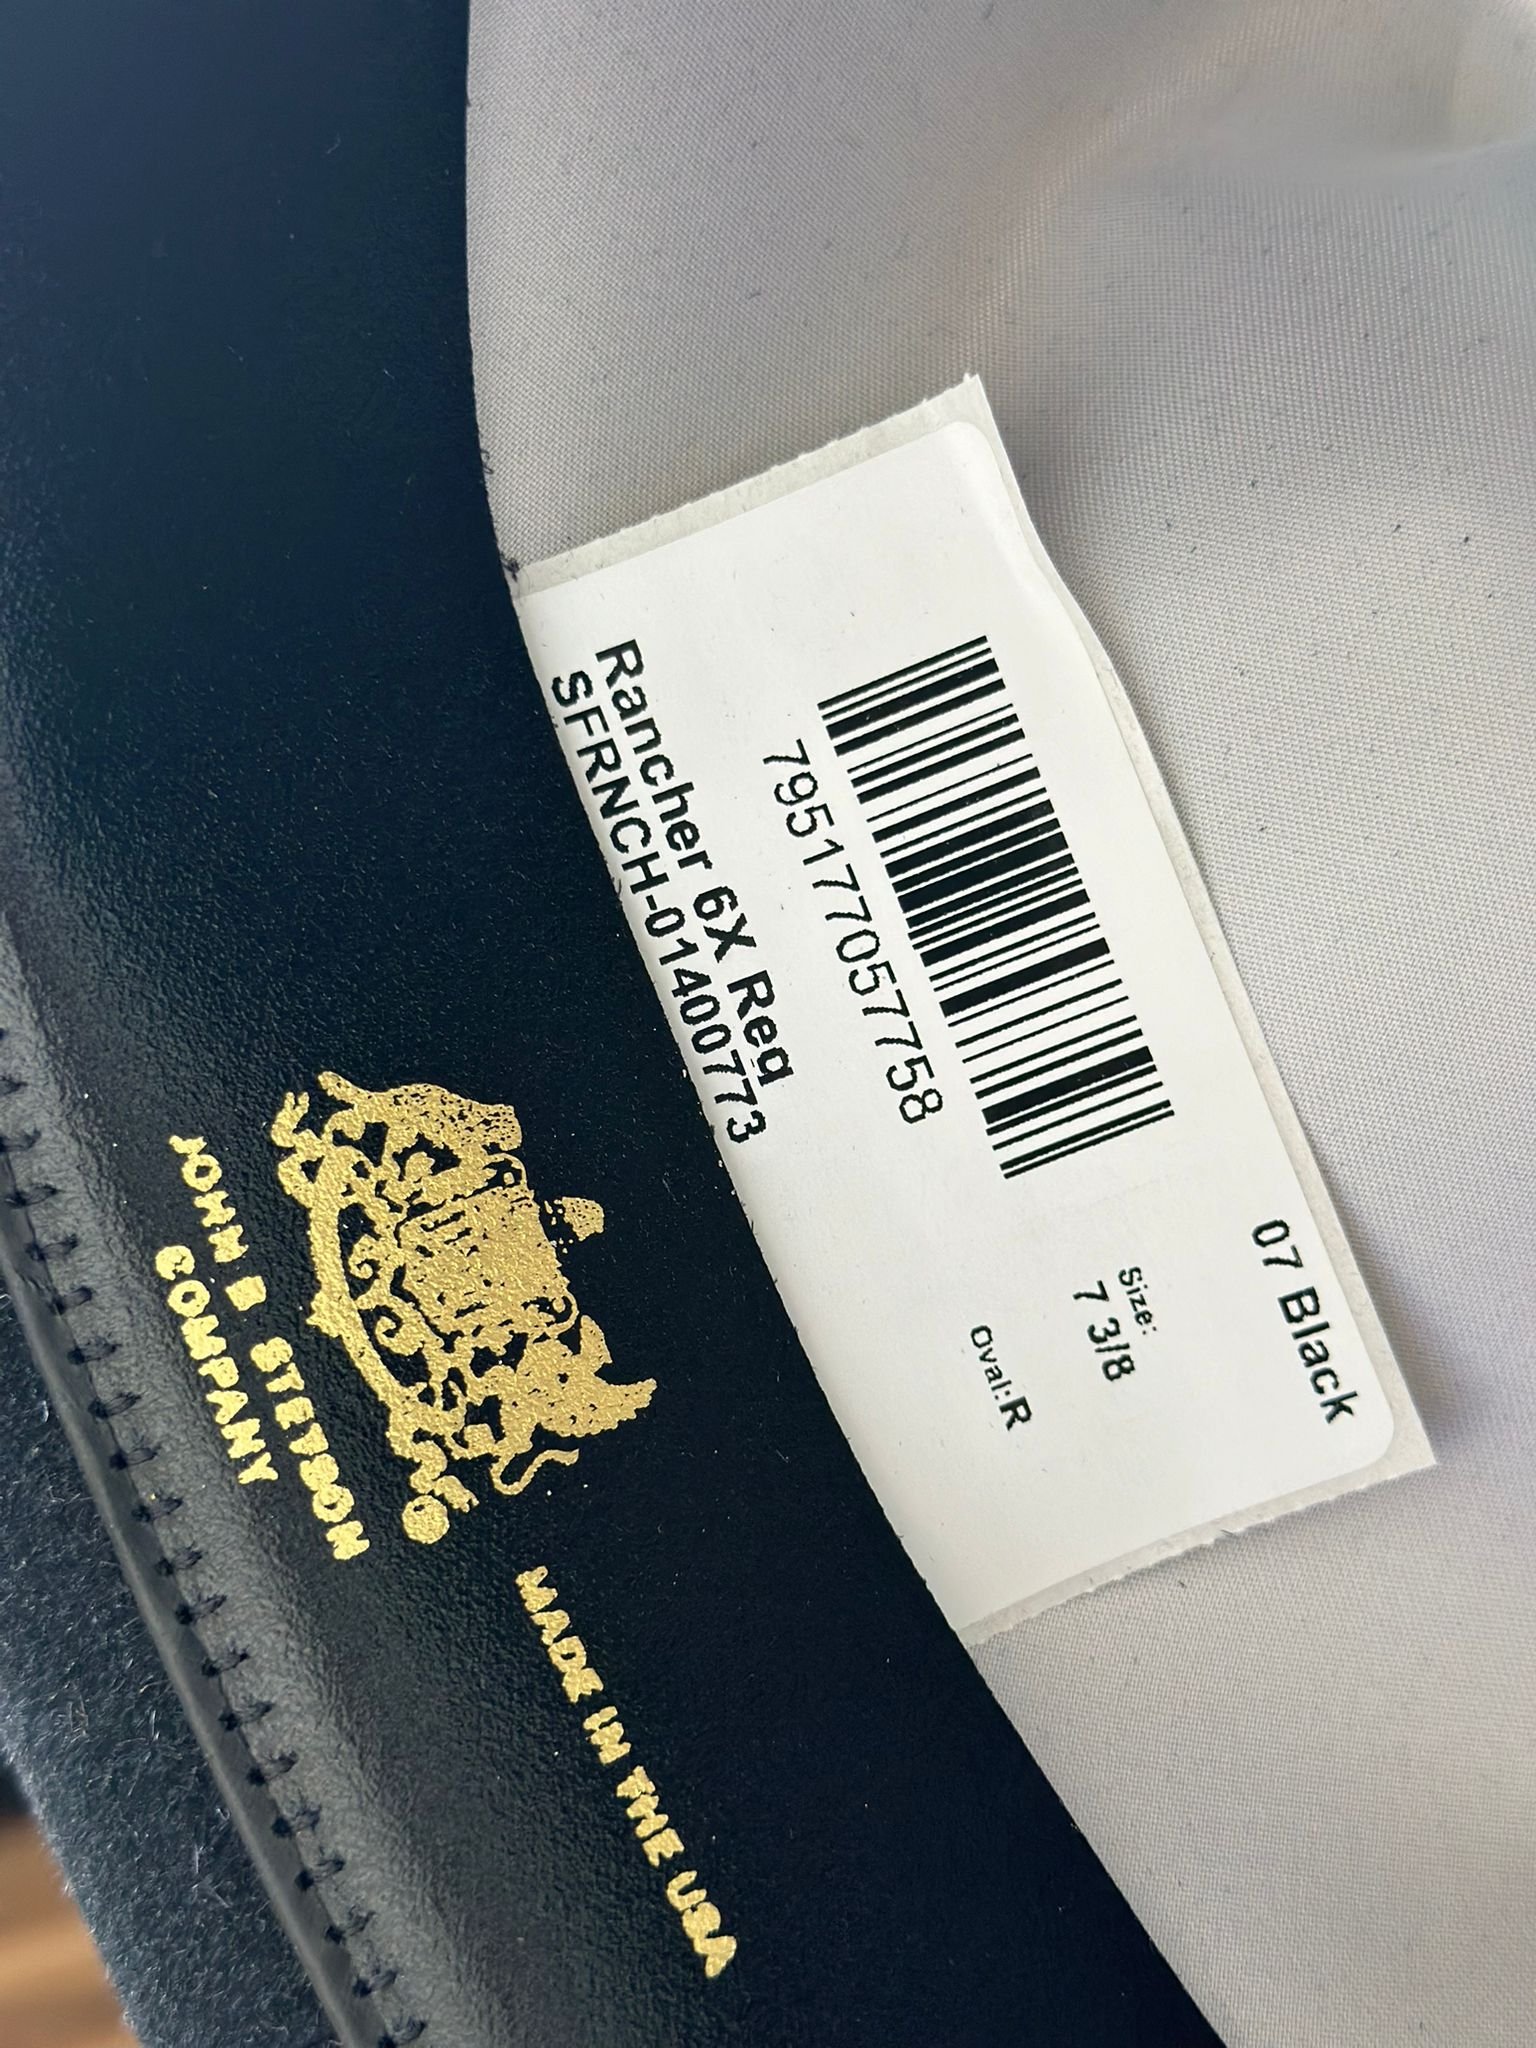 07 Black
Size:
7 3/8
Oval:R
795177057758
Rancher 6X Reg
SFRNCH-01400773
JOHN B STETSON
COMPANY
MADE IN THE USA